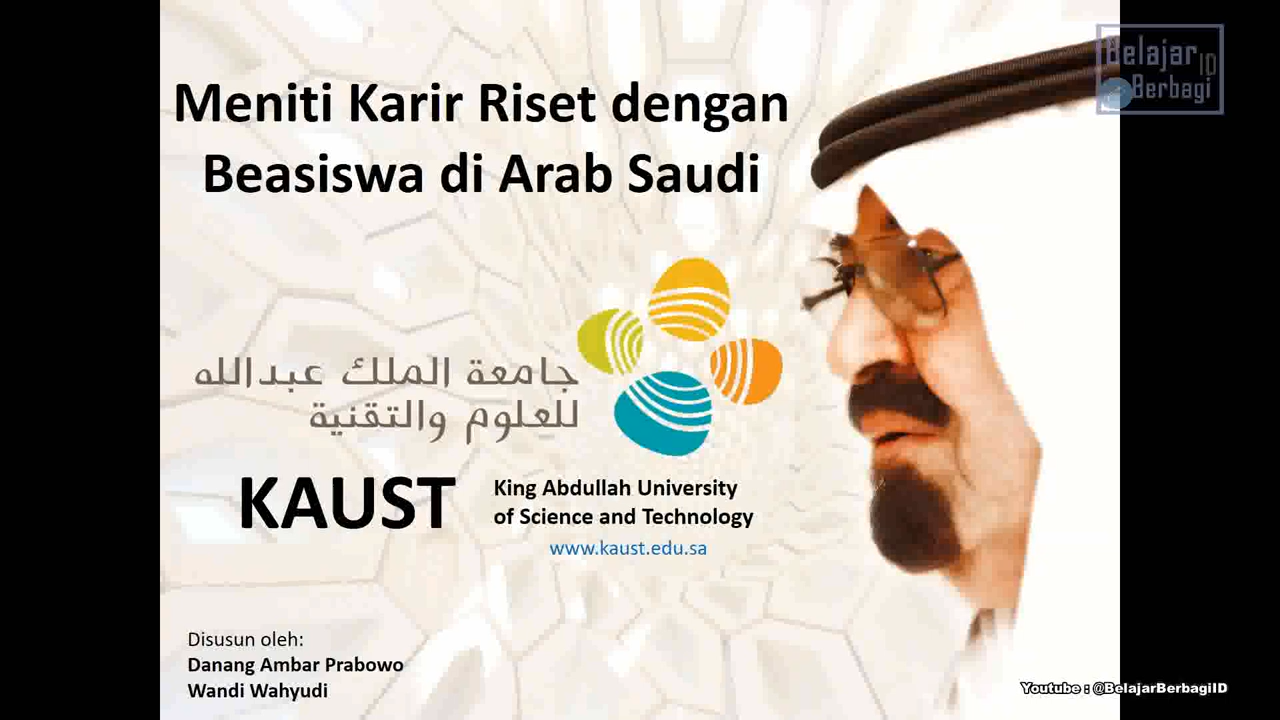 Belajar
ID
Berbagi
Meniti Karir Riset dengan
Beasiswa di Arab Saudi
جامعة الملك عبدالله
للعلوم والتقنية
KAUST
King Abdullah University
of Science and Technology
www.kaust.edu.sa
Disusun oleh:
Danang Ambar Prabowo
Wandi Wahyudi
Youtube : @BelajarBerbagiID